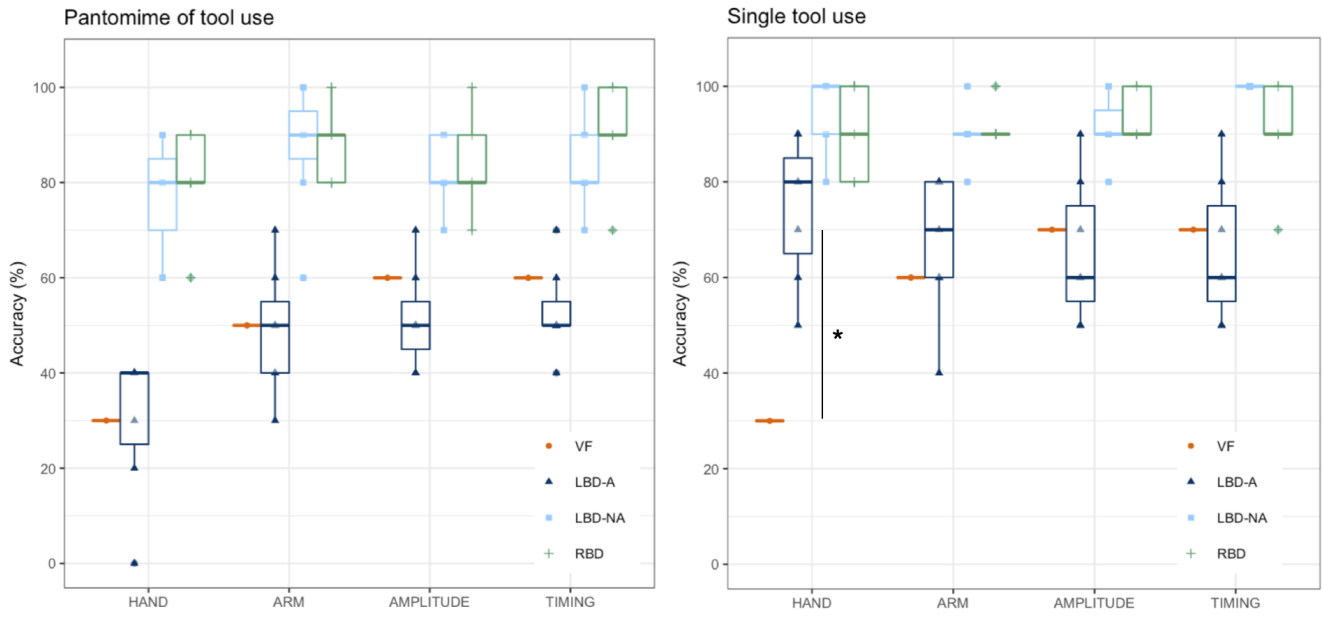 Pantomime of tool use
Accuracy (%)
100
80
60
40
20
0
HAND ARM AMPLITUDE TIMING
VF
LBD-A
LBD-NA
RBD
Single tool use
Accuracy (%)
100
80
60
40
20
0
*
HAND ARM AMPLITUDE TIMING
VF
LBD-A
LBD-NA
RBD